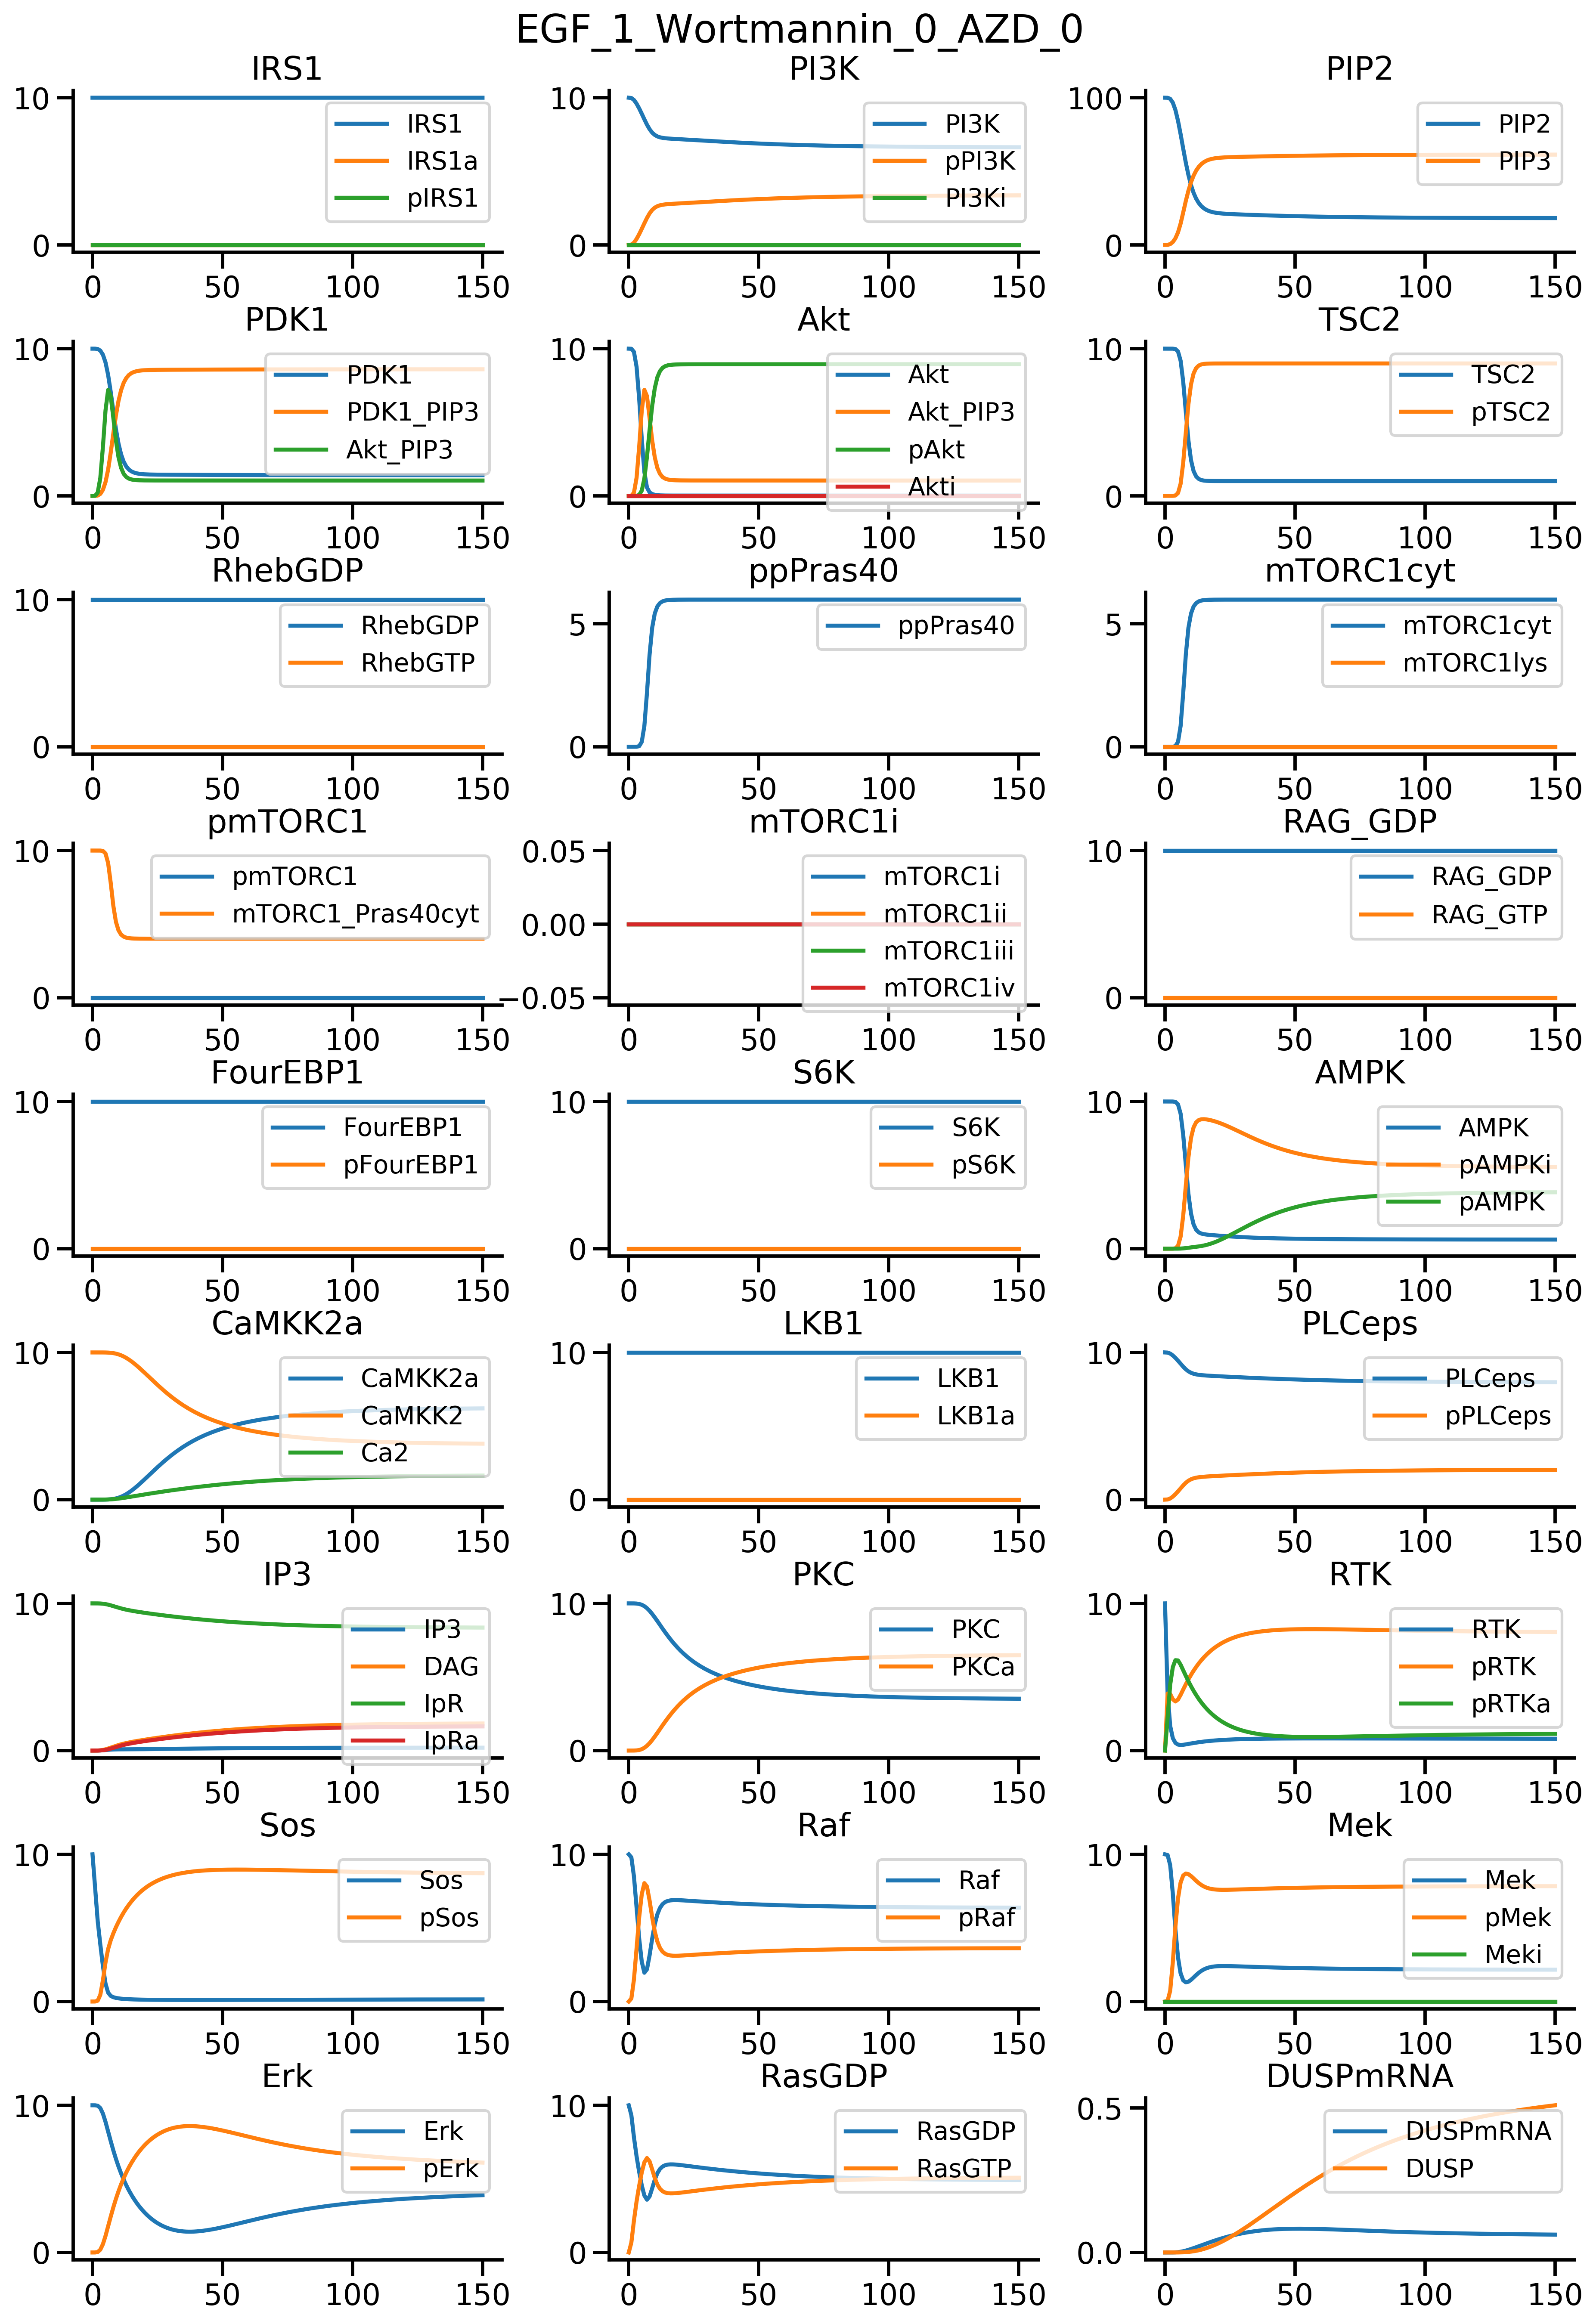 EGF_1_Wortmannin_0_AZD_0
IRS1
10
0
0 50 100 150
IRS1
IRS1a
pIRS1
PI3K
10
0
0 50 100 150
PI3K
pPI3K
PI3Ki
PIP2
100
0
0 50 100 150
PIP2
PIP3
PDK1
10
0
0 50 100 150
PDK1
PDK1_PIP3
Akt_PIP3
Akt
10
0
0 50 100 150
Akt
Akt_PIP3
pAkt
Akti
TSC2
10
0
0 50 100 150
TSC2
pTSC2
RhebGDP
10
0
0 50 100 150
RhebGDP
RhebGTP
ppPras40
5
0
0 50 100 150
ppPras40
mTORC1cyt
5
0
0 50 100 150
mTORC1cyt
mTORC1lys
pmTORC1
10
0
0 50 100 150
pmTORC1
mTORC1_Pras40cyt
mTORC1i
0.05
0.00
−0.05
0 50 100 150
mTORC1i
mTORC1ii
mTORC1iii
mTORC1iv
RAG_GDP
10
0
0 50 100 150
RAG_GDP
RAG_GTP
FourEBP1
10
0
0 50 100 150
FourEBP1
pFourEBP1
S6K
10
0
0 50 100 150
S6K
pS6K
AMPK
10
0
0 50 100 150
AMPK
pAMPKi
pAMPK
CaMKK2a
10
0
0 50 100 150
CaMKK2a
CaMKK2
Ca2
LKB1
10
0
0 50 100 150
LKB1
LKB1a
PLCeps
10
0
0 50 100 150
PLCeps
pPLCeps
IP3
10
0
0 50 100 150
IP3
DAG
IpR
IpRa
PKC
10
0
0 50 100 150
PKC
PKCa
RTK
10
0
0 50 100 150
RTK
pRTK
pRTKa
Sos
10
0
0 50 100 150
Sos
pSos
Raf
10
0
0 50 100 150
Raf
pRaf
Mek
10
0
0 50 100 150
Mek
pMek
Meki
Erk
10
0
0 50 100 150
Erk
pErk
RasGDP
10
0
0 50 100 150
RasGDP
RasGTP
DUSPmRNA
0.5
0.0
0 50 100 150
DUSPmRNA
DUSP